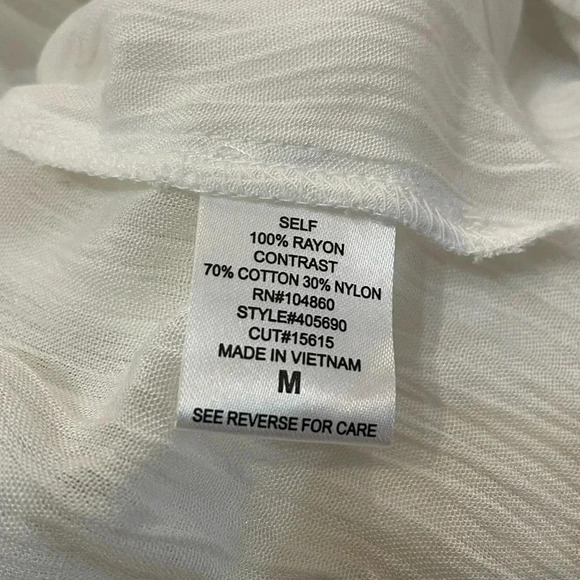 SELF
100% RAYON
CONTRAST
70% COTTON 30% NYLON
RN#104860
STYLE#405690
CUT#15615
MADE IN VIETNAM
M
SEE REVERSE FOR CARE